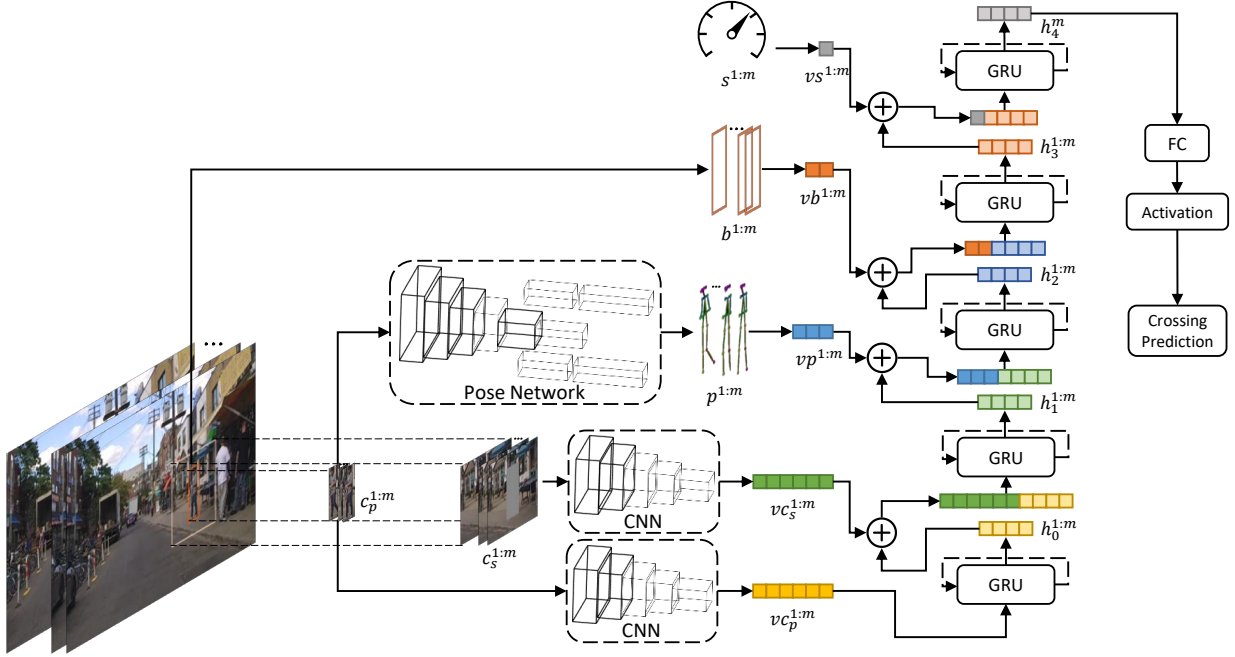 s^{1:m}
vs^{1:m}
h_4^m
GRU
FC
Activation
Crossing
Prediction
h_3^{1:m}
...
b^{1:m}
vb^{1:m}
GRU
h_2^{1:m}
Pose Network
...
p^{1:m}
vp^{1:m}
GRU
h_1^{1:m}
...
c_p^{1:m}
...
c_s^{1:m}
CNN
vc_s^{1:m}
GRU
h_0^{1:m}
CNN
vc_p^{1:m}
GRU